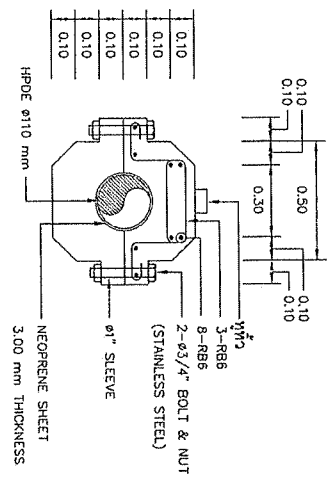 0.10
0.10
0.10
0.10
0.10
0.10
0.10
0.10
0.50
0.30
0.10
0.10
หูหิ้ว
3-RB6
8-RB6
2-ø3/4" BOLT & NUT
(STAINLESS STEEL)
ø1" SLEEVE
NEOPRENE SHEET
3.00 mm THICKNESS
HPDE ø110 mm